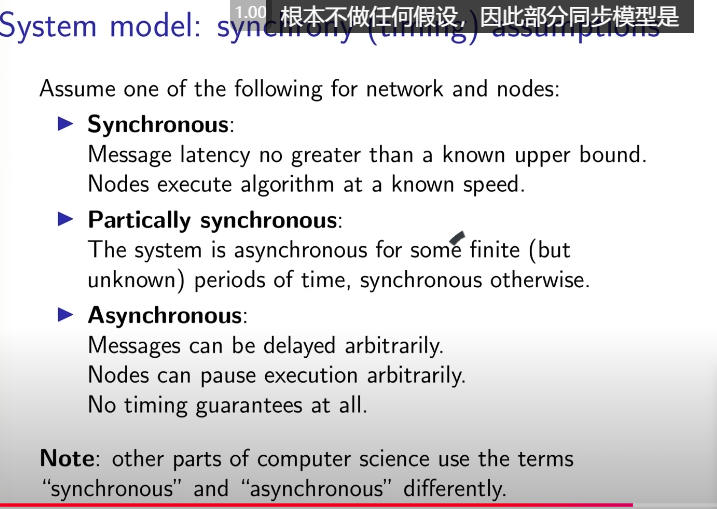 1.00 根本不做任何假设，因此部分同步模型是
System model: synchrony (timing) assumptions
Assume one of the following for network and nodes:
Synchronous:
Message latency no greater than a known upper bound.
Nodes execute algorithm at a known speed.
Partically synchronous:
The system is asynchronous for some finite (but
unknown) periods of time, synchronous otherwise.
Asynchronous:
Messages can be delayed arbitrarily.
Nodes can pause execution arbitrarily.
No timing guarantees at all.
Note: other parts of computer science use the terms
“synchronous” and “asynchronous” differently.